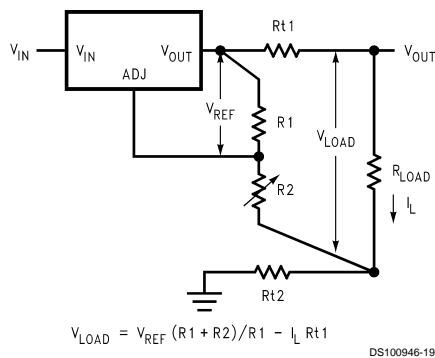 Rt1
V_IN
V_IN
V_OUT
V_OUT
ADJ
V_REF
R1
V_LOAD
R_LOAD
R2
I_L
Rt2
V_LOAD = V_REF (R1 + R2)/R1 - I_L Rt1
DS100946-19